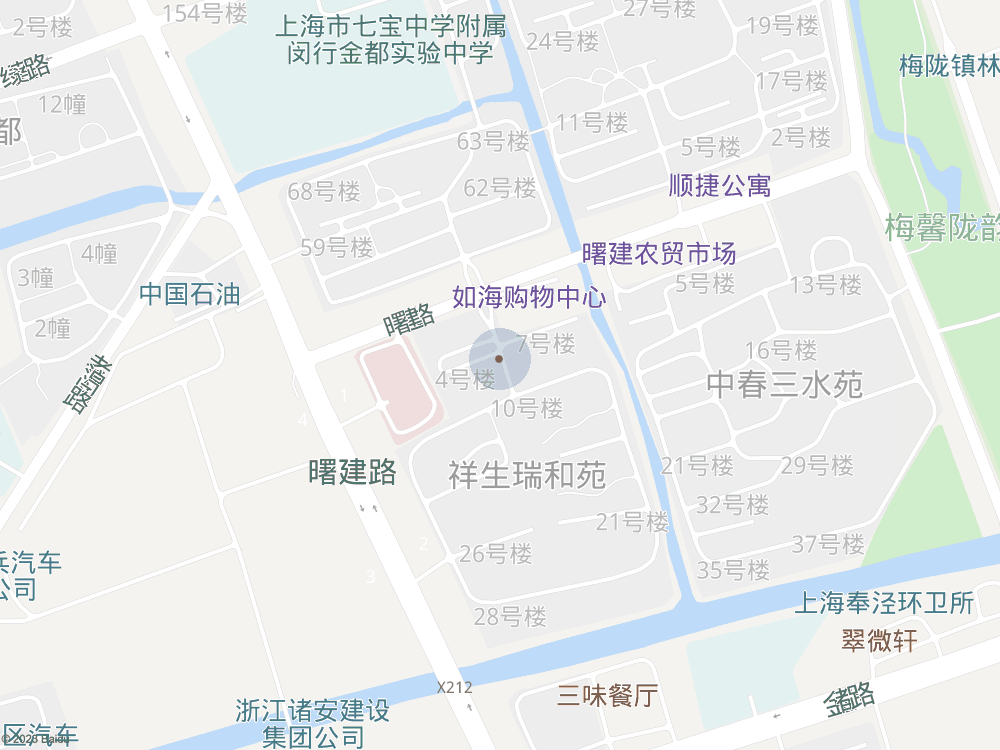 154号楼
2号楼
27号楼
19号楼
上海市七宝中学附属
闵行金都实验中学
24号楼
梅陇镇林
17号楼
12幢
都
11号楼
63号楼
5号楼
2号楼
68号楼
62号楼
顺捷公寓
梅馨陇韵
59号楼
4幢
曙建农贸市场
3幢
5号楼
13号楼
中国石油
如海购物中心
曙建路
2幢
7号楼
16号楼
4号楼
中春三水苑
1
10号楼
4
曙建路
祥生瑞和苑
21号楼
29号楼
32号楼
21号楼
2
26号楼
37号楼
兵汽车
公司
3
35号楼
28号楼
上海奉泾环卫所
翠微轩
X212
三味餐厅
金都路
浙江诸安建设
集团公司
区汽车
© 2023 Baidu